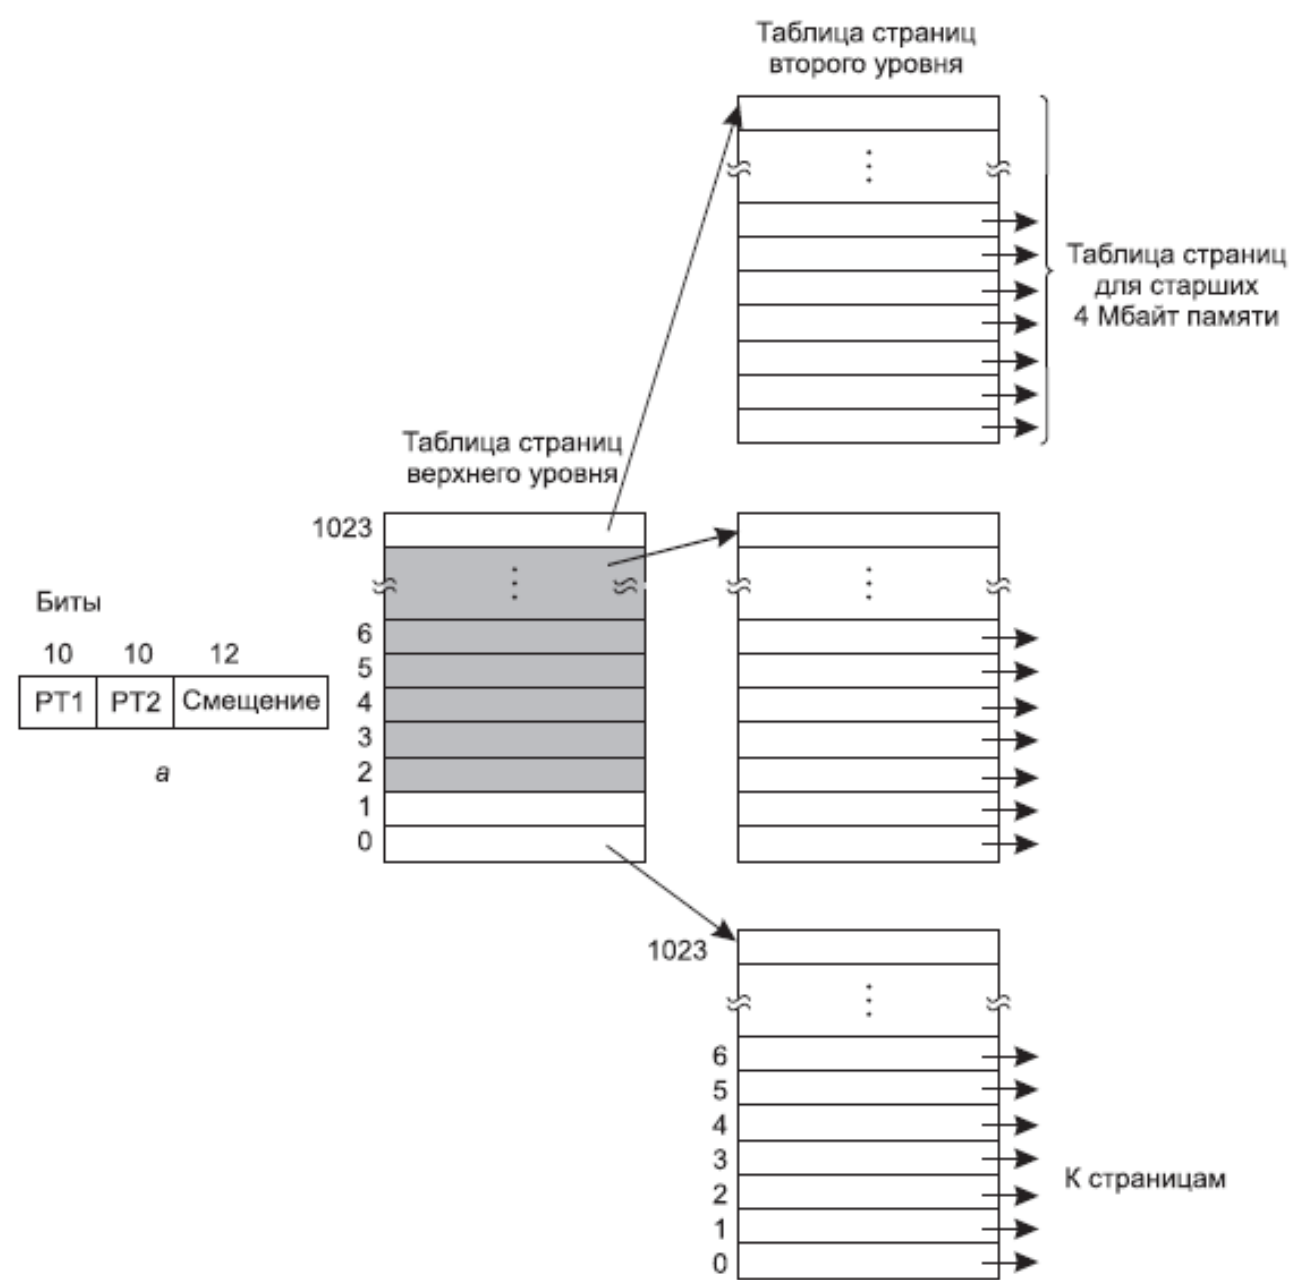 Таблица страниц
второго уровня
Таблица страниц
для старших
4 Мбайт памяти
Таблица страниц
верхнего уровня
1023
Биты
10 10 12
PT1 PT2 Смещение
а
6
5
4
3
2
1
0
1023
6
5
4
3
2
1
0
К страницам